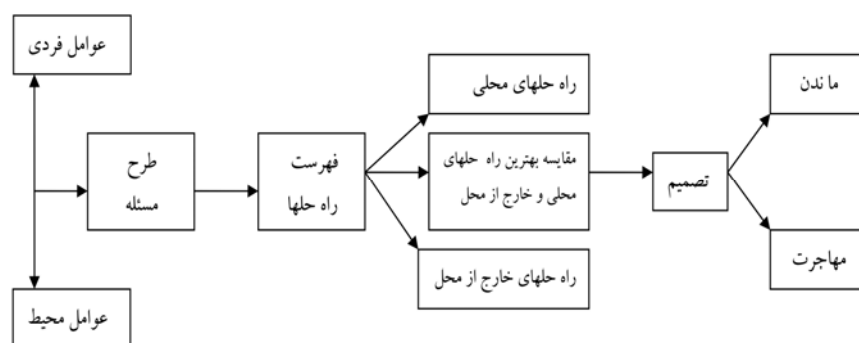 عوامل فردی
طرح
مسئله
عوامل محیط
فهرست
راه حلها
راه حلهای محلی
مقایسه بهترین راه حلهای
محلی و خارج از محل
راه حلهای خارج از محل
تصمیم
ما ندن
مهاجرت